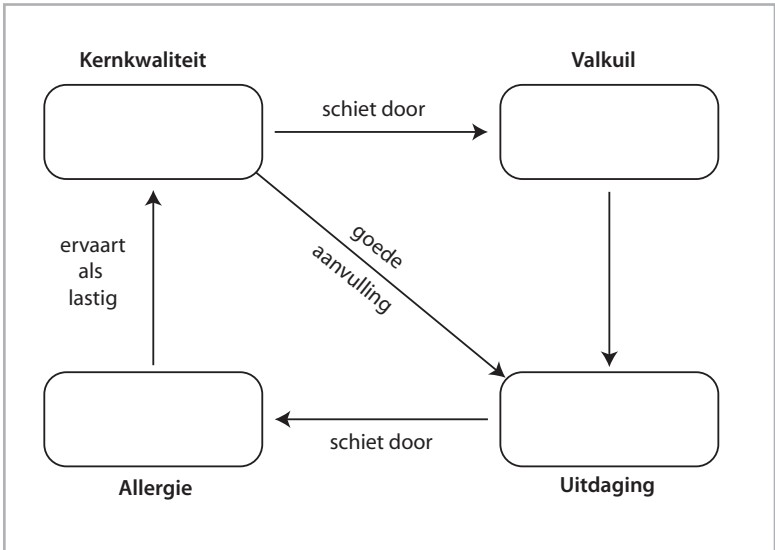 Kernkwaliteit
Valkuil
schiet door
goede
aanvulling
ervaart
als
lastig
schiet door
Allergie
Uitdaging